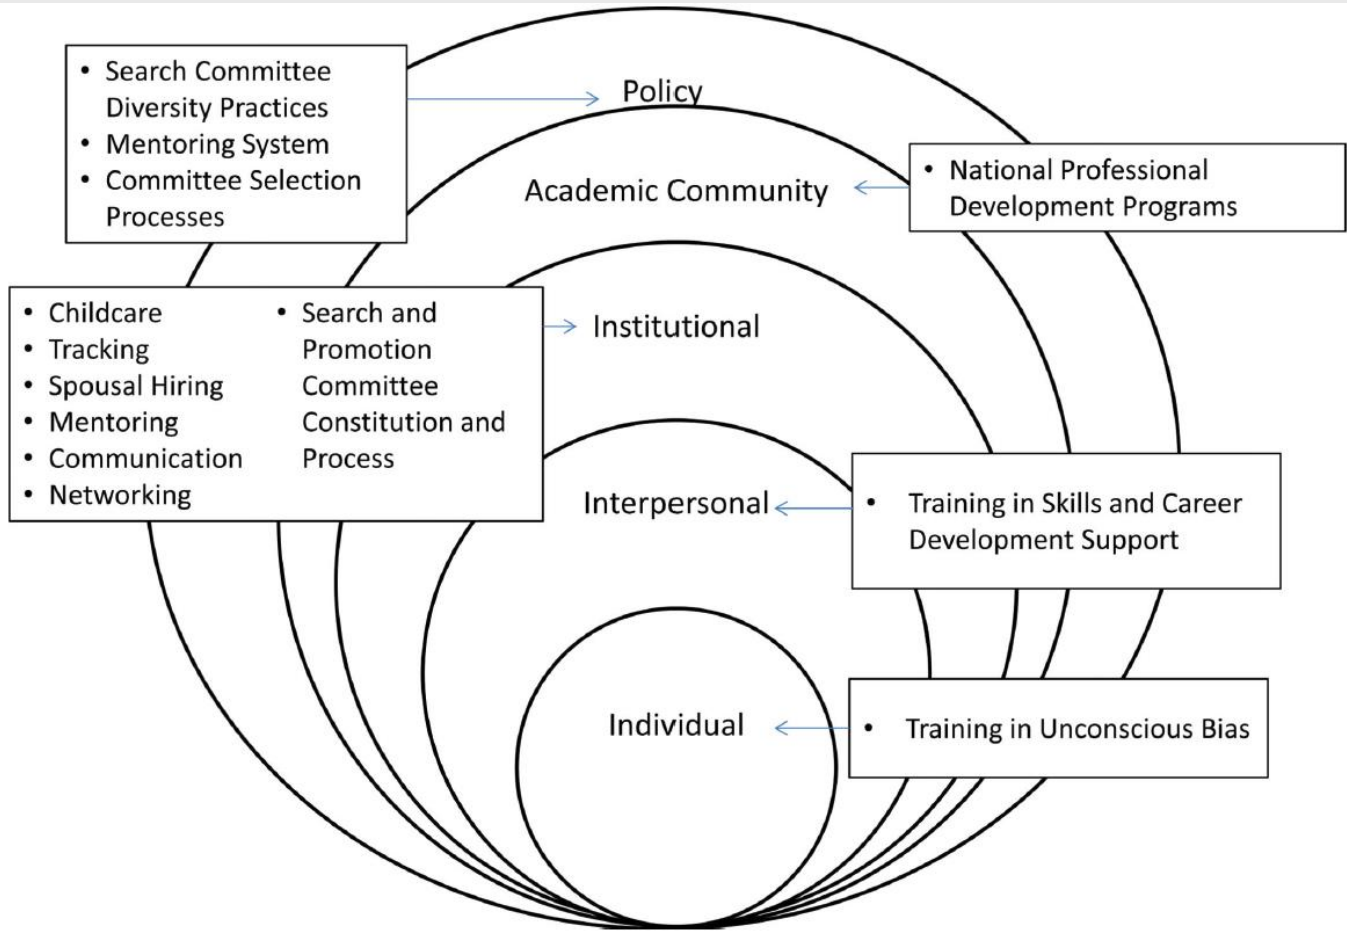 • Search Committee
Diversity Practices
• Mentoring System
• Committee Selection
Processes
Policy
Academic Community
• National Professional
Development Programs
• Childcare
• Tracking
• Spousal Hiring
• Mentoring
• Communication
• Networking
• Search and
Promotion
Committee
Constitution and
Process
Institutional
Interpersonal
• Training in Skills and Career
Development Support
Individual
• Training in Unconscious Bias